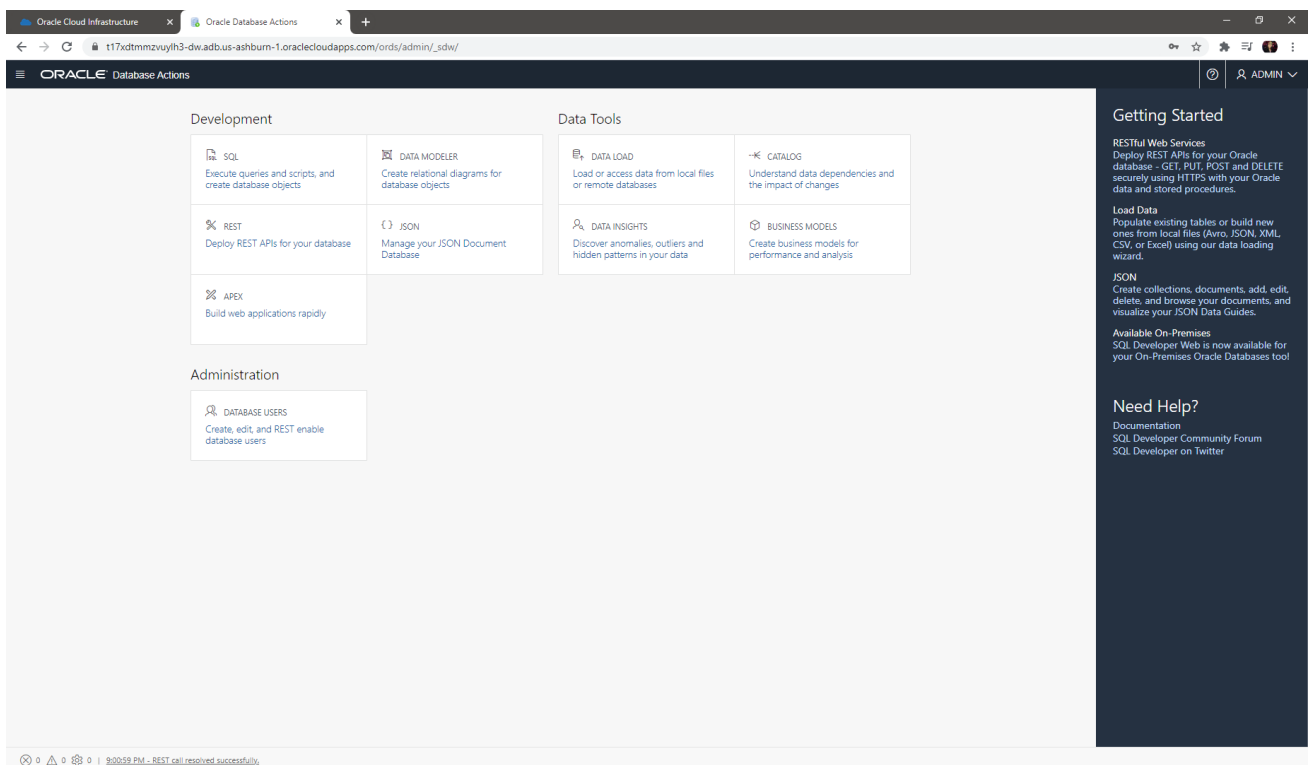 Oracle Cloud Infrastructure
Oracle Database Actions
t17xdtmmzvuylh3-dw.adb.us-ashburn-1.oraclecloudapps.com/ords/admin/_sdw/
ORACLE Database Actions
ADMIN
Development
SQL
Execute queries and scripts, and
create database objects
DATA MODELER
Create relational diagrams for
database objects
REST
Deploy REST APIs for your database
{ } JSON
Manage your JSON Document
Database
APEX
Build web applications rapidly
Administration
DATABASE USERS
Create, edit, and REST enable
database users
Data Tools
DATA LOAD
Load or access data from local files
or remote databases
CATALOG
Understand data dependencies and
the impact of changes
DATA INSIGHTS
Discover anomalies, outliers and
hidden patterns in your data
BUSINESS MODELS
Create business models for
performance and analysis
Getting Started
RESTful Web Services
Deploy REST APIs for your Oracle
database - GET, PUT, POST and DELETE
securely using HTTPS with your Oracle
data and stored procedures.
Load Data
Populate existing tables or build new
ones from local files (Avro, JSON, XML,
CSV, or Excel) using our data loading
wizard.
JSON
Create collections, documents, add, edit,
delete, and browse your documents, and
visualize your JSON Data Guides.
Available On-Premises
SQL Developer Web is now available for
your On-Premises Oracle Databases too!
Need Help?
Documentation
SQL Developer Community Forum
SQL Developer on Twitter
0 0 0 | 9:00:59 PM - REST call resolved successfully.